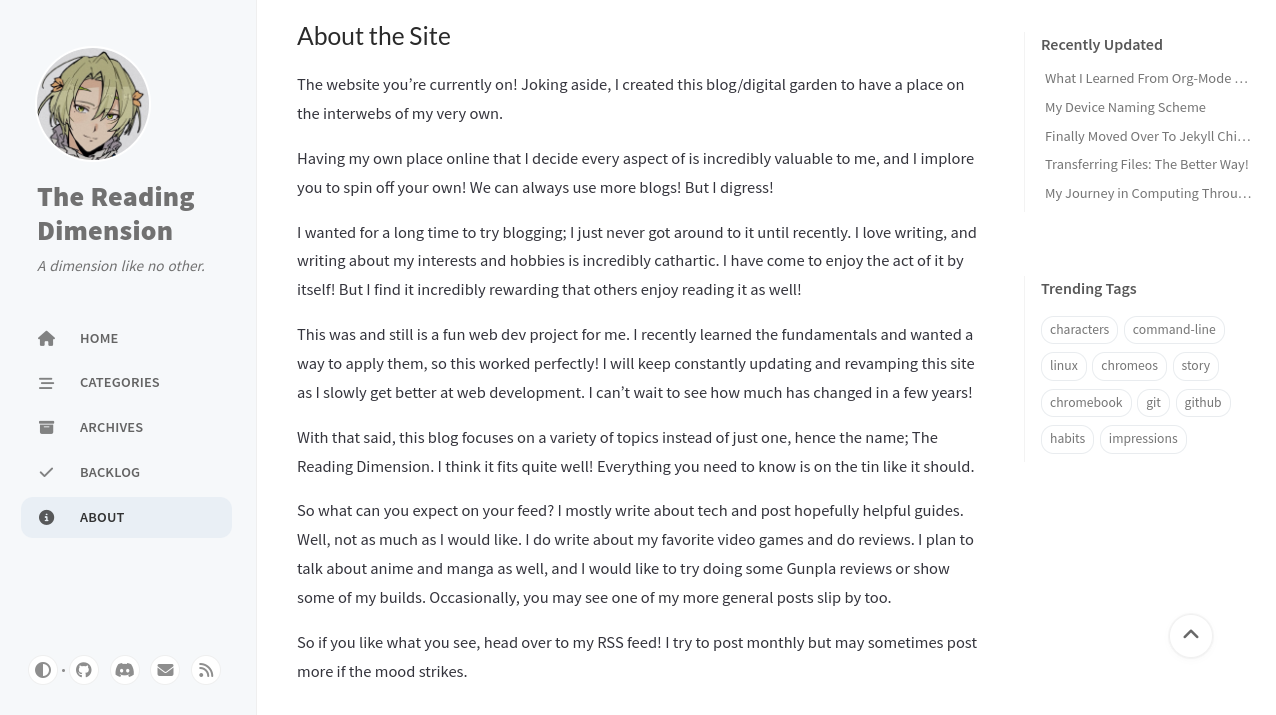 The Reading
Dimension
A dimension like no other.
HOME
CATEGORIES
ARCHIVES
BACKLOG
ABOUT
About the Site
The website you’re currently on! Joking aside, I created this blog/digital garden to have a place on
the interwebs of my very own.
Having my own place online that I decide every aspect of is incredibly valuable to me, and I implore
you to spin off your own! We can always use more blogs! But I digress!
I wanted for a long time to try blogging; I just never got around to it until recently. I love writing, and
writing about my interests and hobbies is incredibly cathartic. I have come to enjoy the act of it by
itself! But I find it incredibly rewarding that others enjoy reading it as well!
This was and still is a fun web dev project for me. I recently learned the fundamentals and wanted a
way to apply them, so this worked perfectly! I will keep constantly updating and revamping this site
as I slowly get better at web development. I can’t wait to see how much has changed in a few years!
With that said, this blog focuses on a variety of topics instead of just one, hence the name; The
Reading Dimension. I think it fits quite well! Everything you need to know is on the tin like it should.
So what can you expect on your feed? I mostly write about tech and post hopefully helpful guides.
Well, not as much as I would like. I do write about my favorite video games and do reviews. I plan to
talk about anime and manga as well, and I would like to try doing some Gunpla reviews or show
some of my builds. Occasionally, you may see one of my more general posts slip by too.
So if you like what you see, head over to my RSS feed! I try to post monthly but may sometimes post
more if the mood strikes.
Recently Updated
What I Learned From Org-Mode …
My Device Naming Scheme
Finally Moved Over To Jekyll Chi…
Transferring Files: The Better Way!
My Journey in Computing Throu…
Trending Tags
characters command-line
linux chromeos story
chromebook git github
habits impressions